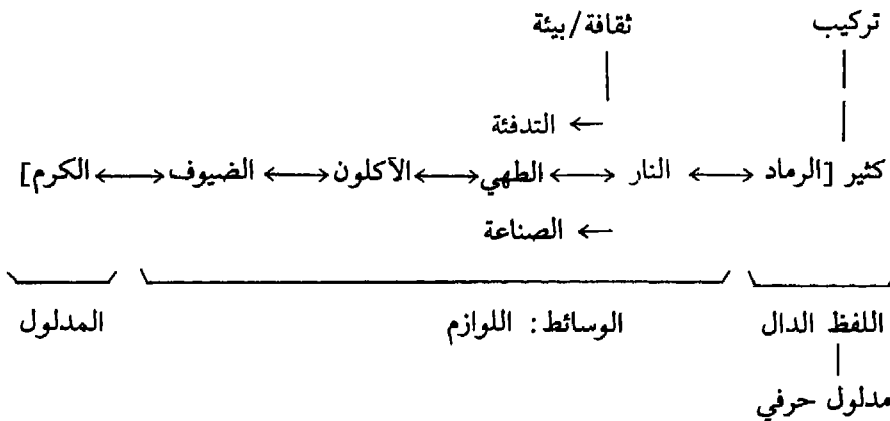 تركيب ثقافة/بيئة
← التدفئة
كثير [الرماد ←→ النار ←→ الطهي ←→ الآكلون ←→ الضيوف ←→ الكرم]
← الصناعة
اللفظ الدال الوسائط: اللوازم المدلول
مدلول حرفي